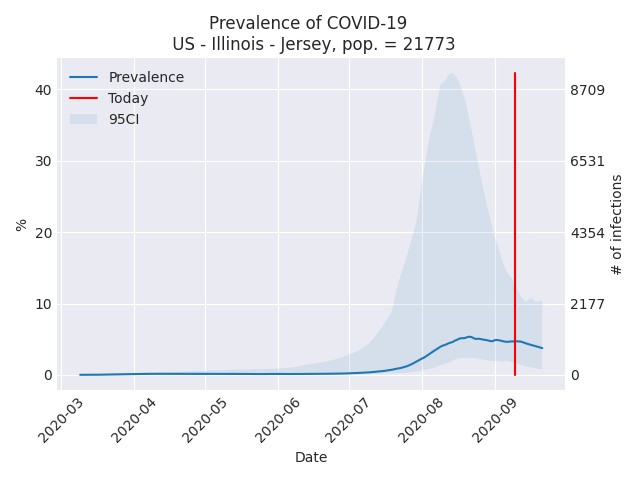 Prevalence of COVID-19
US - Illinois - Jersey, pop. = 21773
Prevalence
Today
95CI
%
40
30
20
10
0
8709
6531
4354
2177
0
# of infections
2020-03
2020-04
2020-05
2020-06
2020-07
2020-08
2020-09
Date